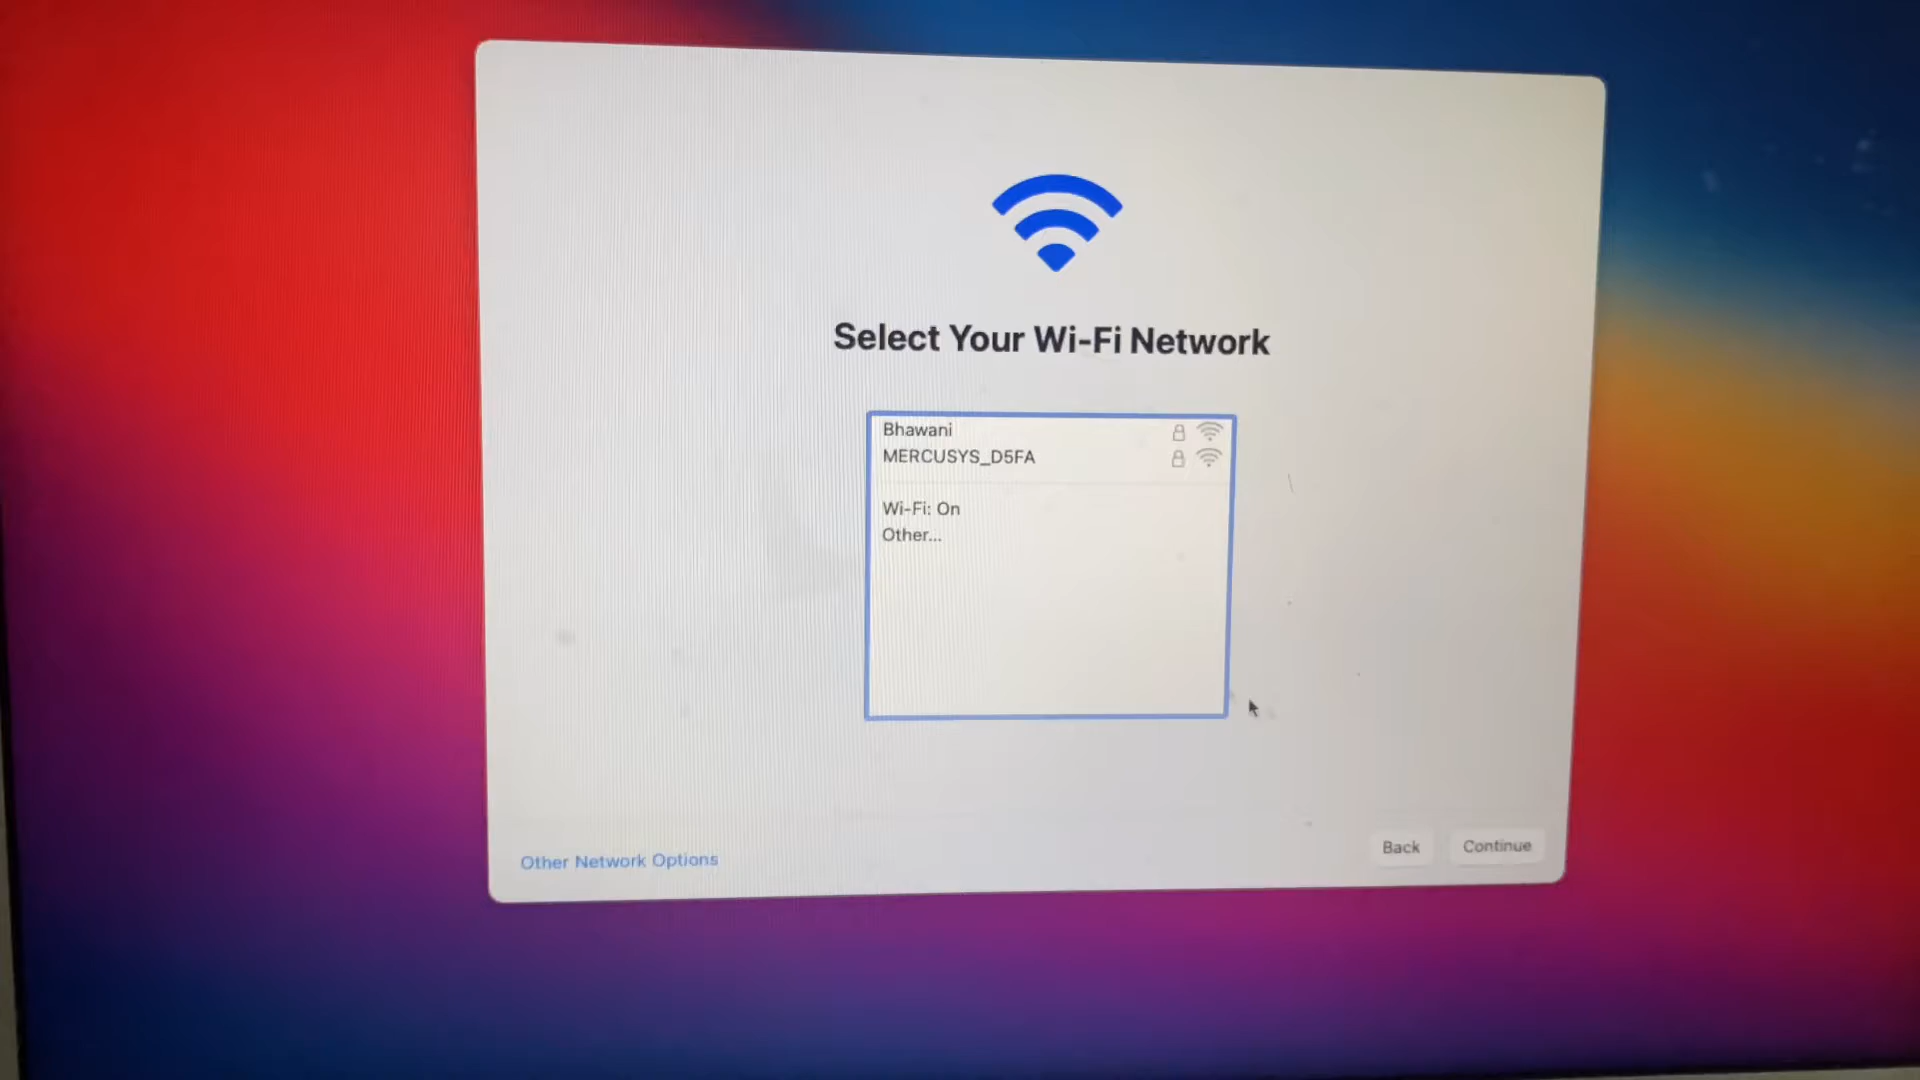 Select Your Wi-Fi Network
Bhawani
MERCUSYS_D5FA
Wi-Fi: On
Other...
Other Network Options
Back
Continue